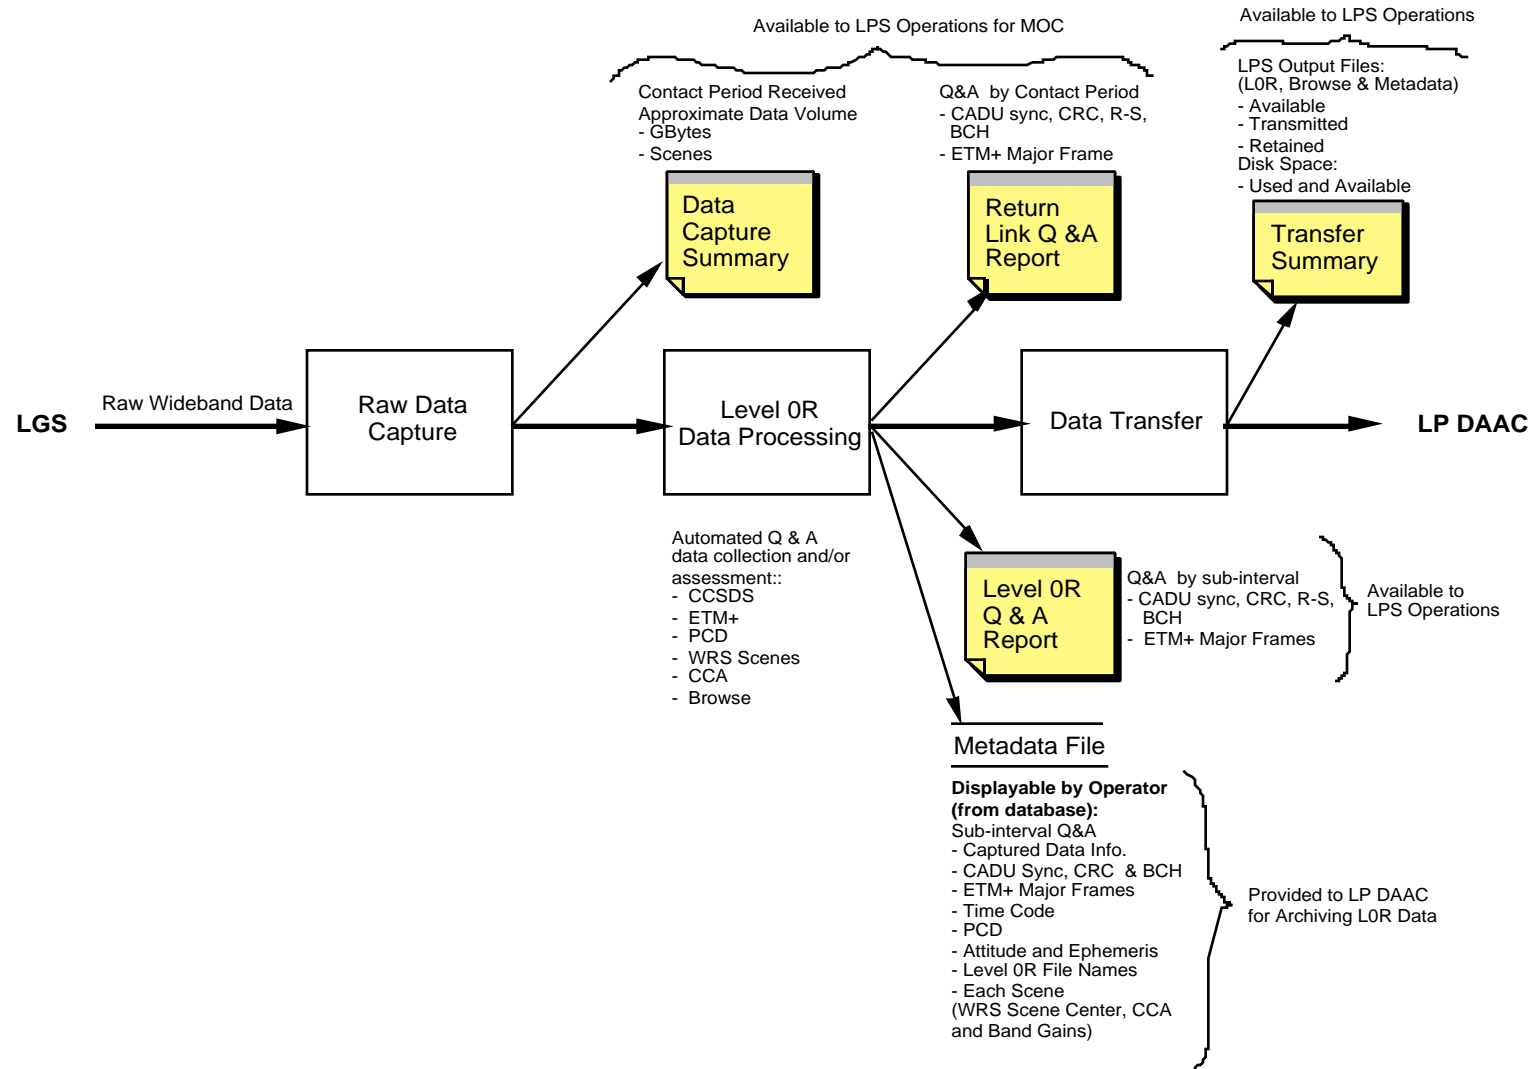 Available to LPS Operations for MOC
Available to LPS Operations
Contact Period Received
Approximate Data Volume
- GBytes
- Scenes
Q&A by Contact Period
- CADU sync, CRC, R-S,
BCH
- ETM+ Major Frame
LPS Output Files:
(L0R, Browse & Metadata)
- Available
- Transmitted
- Retained
Disk Space:
- Used and Available
Data
Capture
Summary
Return
Link Q &A
Report
Transfer
Summary
LGS
Raw Wideband Data
Raw Data
Capture
Level 0R
Data Processing
Data Transfer
LP DAAC
Automated Q & A
data collection and/or
assessment::
- CCSDS
- ETM+
- PCD
- WRS Scenes
- CCA
- Browse
Level 0R
Q & A
Report
Q&A by sub-interval
- CADU sync, CRC, R-S,
BCH
- ETM+ Major Frames
Available to
LPS Operations
Metadata File
Displayable by Operator
(from database):
Sub-interval Q&A
- Captured Data Info.
- CADU Sync, CRC & BCH
- ETM+ Major Frames
- Time Code
- PCD
- Attitude and Ephemeris
- Level 0R File Names
- Each Scene
(WRS Scene Center, CCA
and Band Gains)
Provided to LP DAAC
for Archiving L0R Data